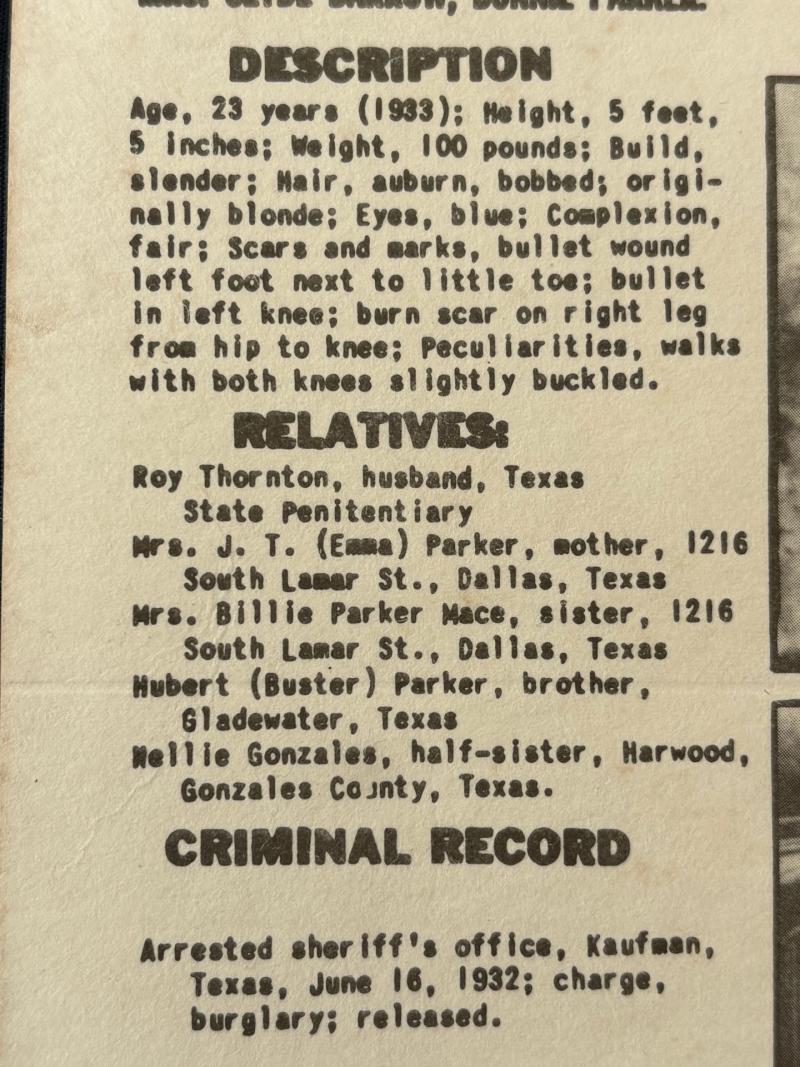 MRS. CLYDE BARROW, BONNIE PARKER.
DESCRIPTION
Age, 23 years (1933); Height, 5 feet,
5 inches; Weight, 100 pounds; Build,
slender; Hair, auburn, bobbed; origi-
nally blonde; Eyes, blue; Complexion,
fair; Scars and marks, bullet wound
left foot next to little toe; bullet
in left knee; burn scar on right leg
from hip to knee; Peculiarities, walks
with both knees slightly buckled.
RELATIVES:
Roy Thornton, husband, Texas
State Penitentiary
Mrs. J. T. (Emma) Parker, mother, 1216
South Lamar St., Dallas, Texas
Mrs. Billie Parker Mace, sister, 1216
South Lamar St., Dallas, Texas
Hubert (Buster) Parker, brother,
Gladewater, Texas
Nellie Gonzales, half-sister, Harwood,
Gonzales County, Texas.
CRIMINAL RECORD
Arrested sheriff's office, Kaufman,
Texas, June 16, 1932; charge,
burglary; released.